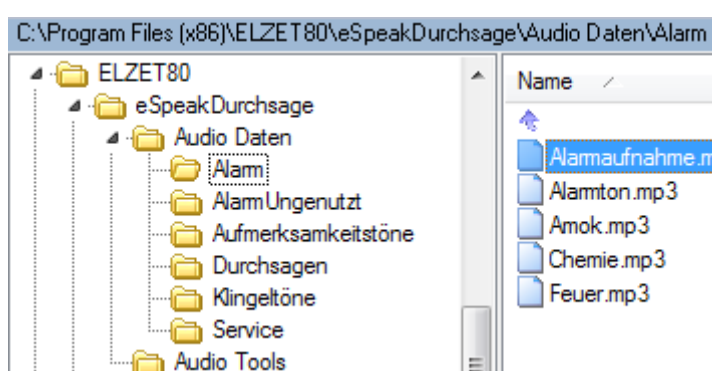 C:\Program Files (x86)\ELZET80\eSpeakDurchsage\Audio Daten\Alarm
ELZET80
eSpeakDurchsage
Audio Daten
Alarm
AlarmUngenutzt
Aufmerksamkeitstöne
Durchsagen
Klingeltöne
Service
Audio Tools
Name
Alarmaufnahme.m
Alarmton.mp3
Amok.mp3
Chemie.mp3
Feuer.mp3